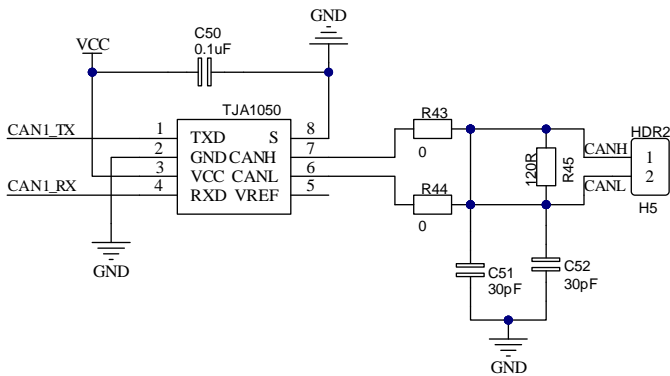 GND
C50
VCC
0.1uF
TJA1050
R43
HDR2
CAN1_TX
1
TXD
S
8
CANH
1
2
GND
CANH
7
0
120R
R45
2
3
VCC
CANL
6
R44
CANL
CAN1_RX
4
RXD
VREF
5
H5
0
GND
C51
30pF
C52
30pF
GND